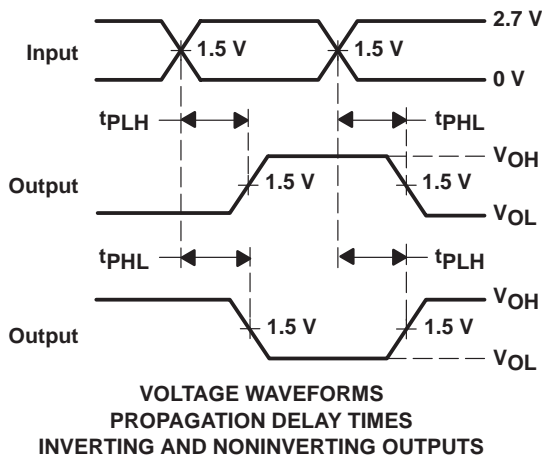 2.7 V
Input 1.5 V 1.5 V
0 V
tPLH tPHL
VOH
Output 1.5 V 1.5 V
VOL
tPHL tPLH
VOH
Output 1.5 V 1.5 V
VOL
VOLTAGE WAVEFORMS
PROPAGATION DELAY TIMES
INVERTING AND NONINVERTING OUTPUTS